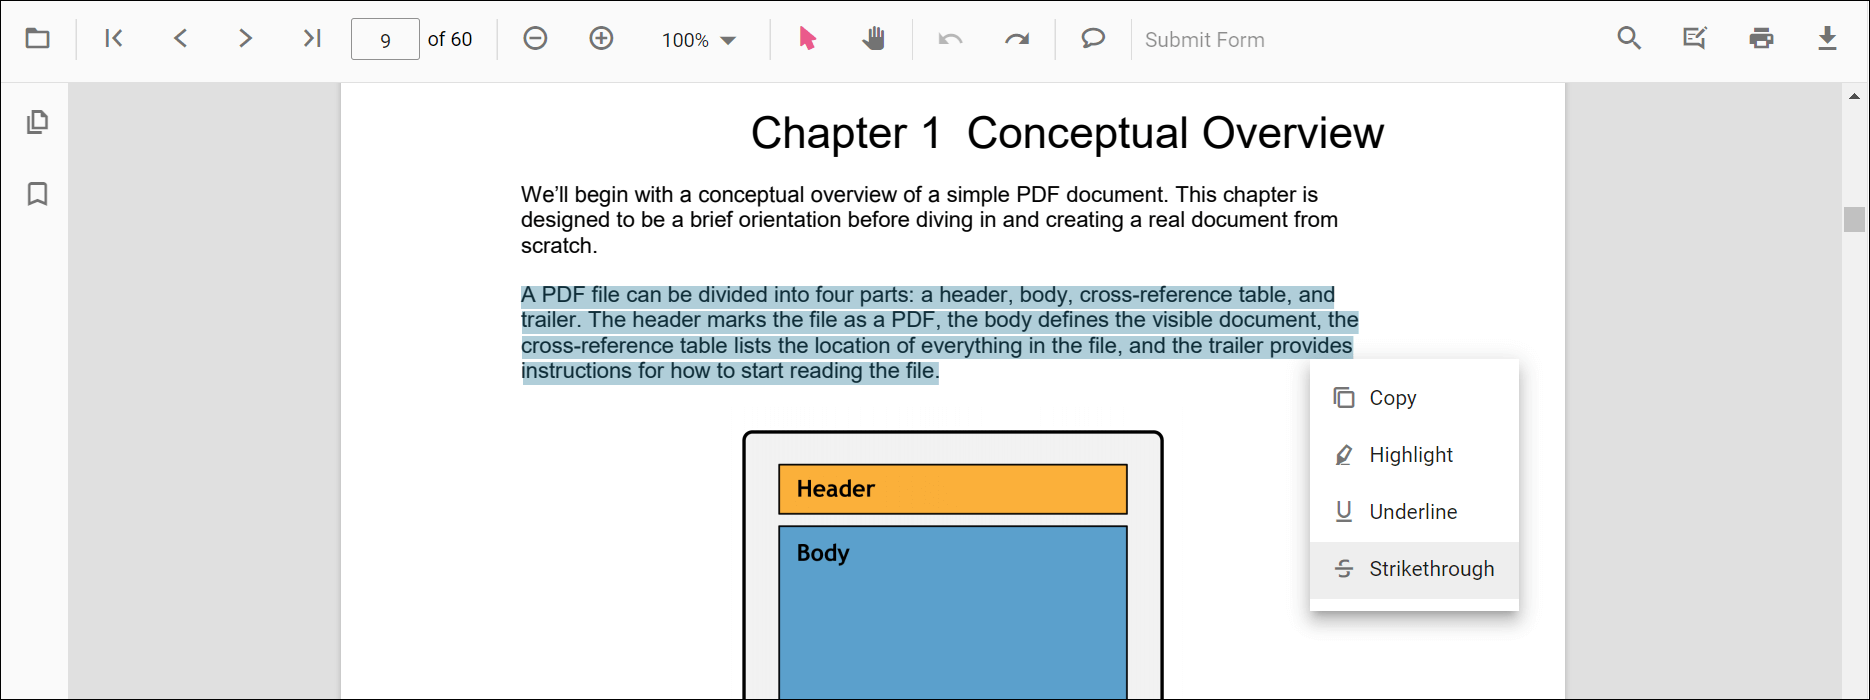 9 of 60 100% Submit Form
Chapter 1 Conceptual Overview
We’ll begin with a conceptual overview of a simple PDF document. This chapter is
designed to be a brief orientation before diving in and creating a real document from
scratch.
A PDF file can be divided into four parts: a header, body, cross-reference table, and
trailer. The header marks the file as a PDF, the body defines the visible document, the
cross-reference table lists the location of everything in the file, and the trailer provides
instructions for how to start reading the file.
Copy
Highlight
Underline
Strikethrough
Header
Body